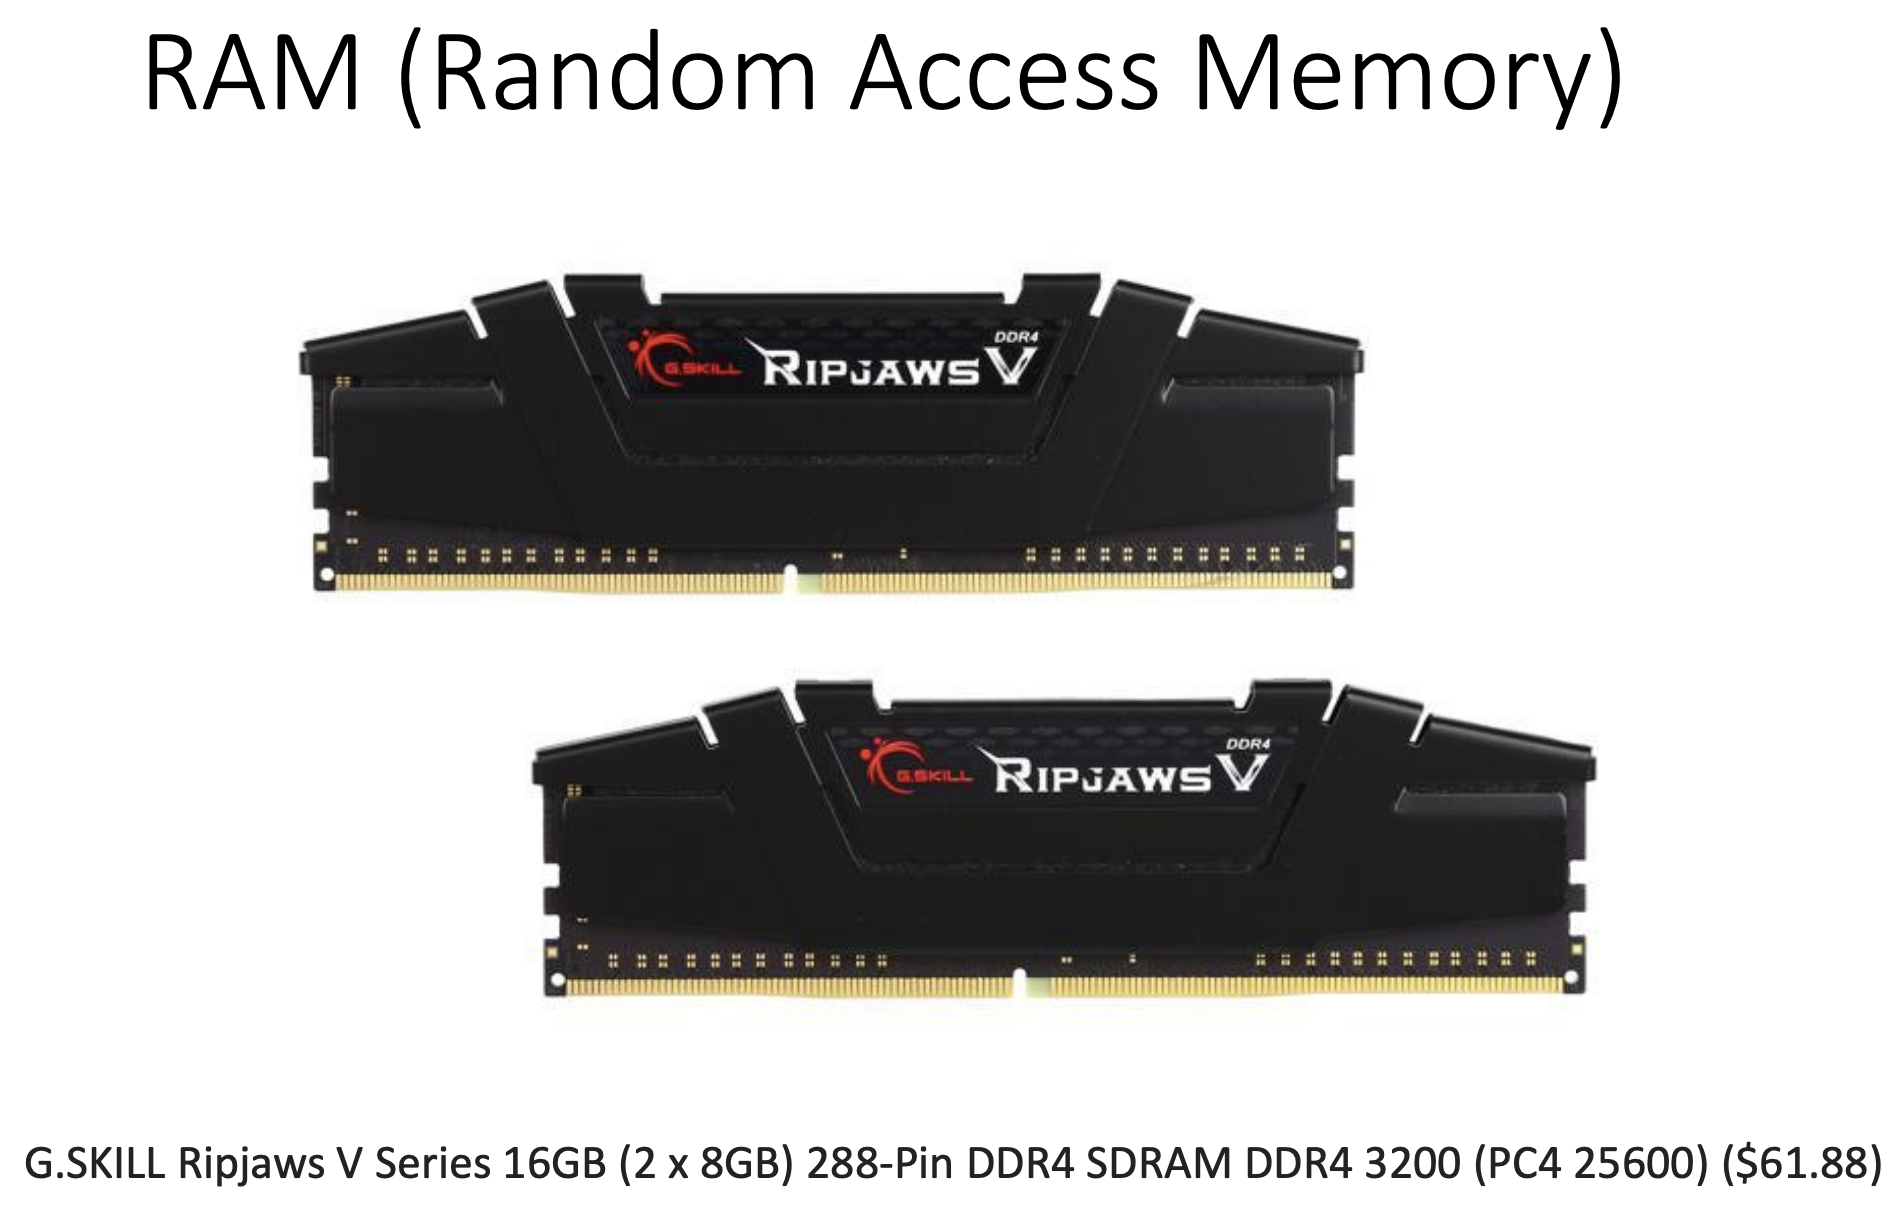 RAM (Random Access Memory)
G.SKILL RIPJAWS V DDR4
G.SKILL RIPJAWS V DDR4
G.SKILL Ripjaws V Series 16GB (2 x 8GB) 288-Pin DDR4 SDRAM DDR4 3200 (PC4 25600) ($61.88)